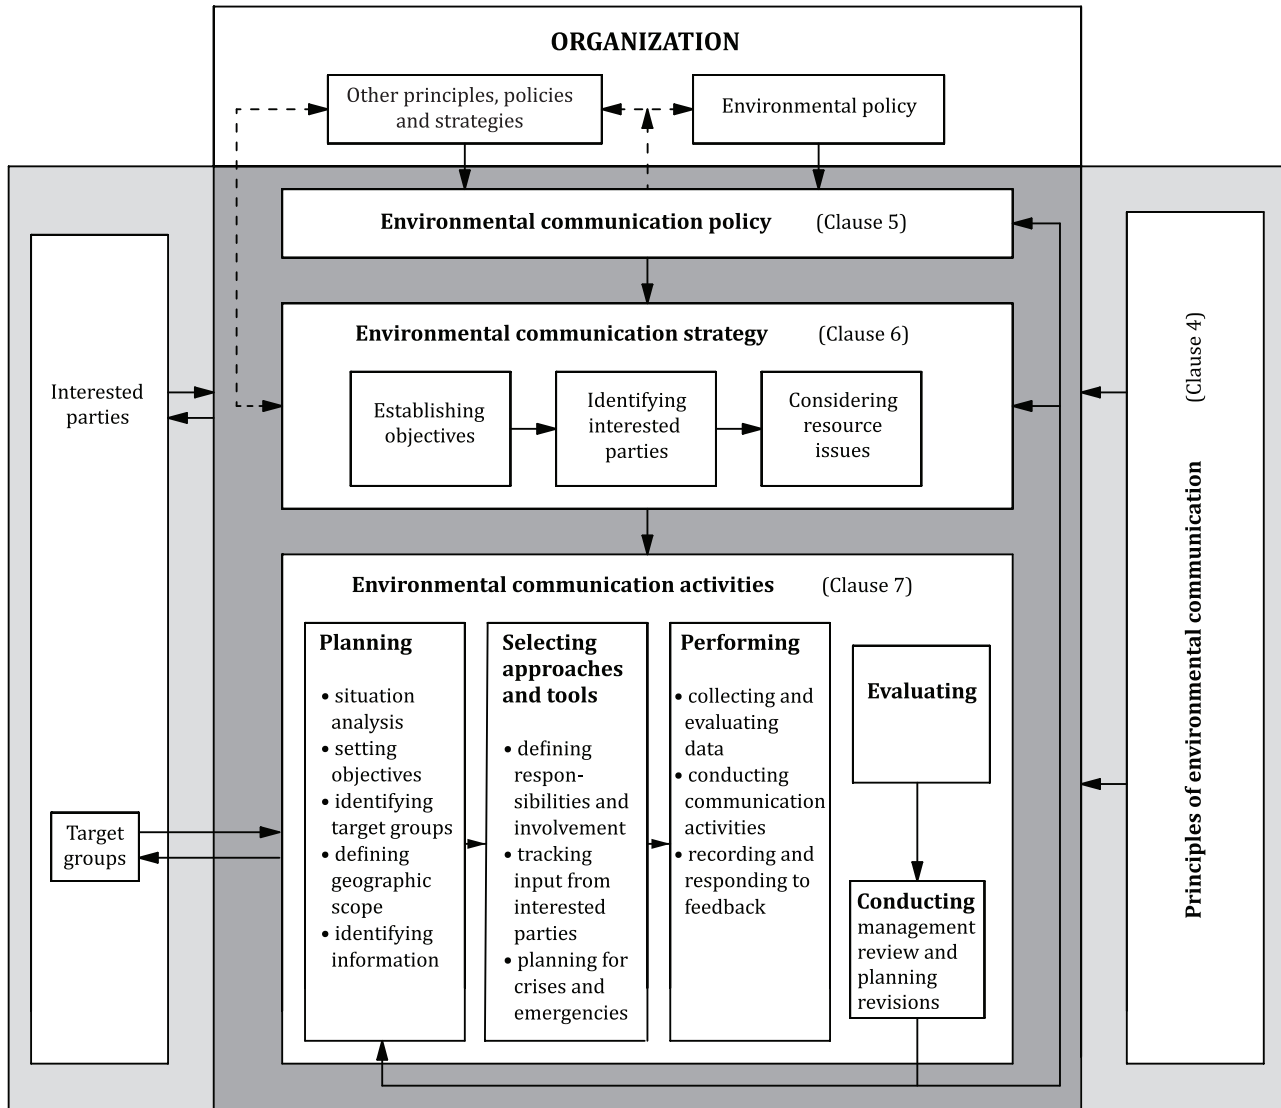 ORGANIZATION
Other principles, policies
and strategies
Environmental policy
Environmental communication policy (Clause 5)
Interested
parties
Environmental communication strategy (Clause 6)
Establishing
objectives
Identifying
interested
parties
Considering
resource
issues
Environmental communication activities (Clause 7)
Planning
• situation
analysis
• setting
objectives
• identifying
target groups
• defining
geographic
scope
• identifying
information
Selecting
approaches
and tools
• defining
respon-
sibilities and
involvement
• tracking
input from
interested
parties
• planning for
crises and
emergencies
Performing
• collecting and
evaluating
data
• conducting
communication
activities
• recording and
responding to
feedback
Evaluating
Conducting
management
review and
planning
revisions
Target
groups
Principles of environmental communication (Clause 4)